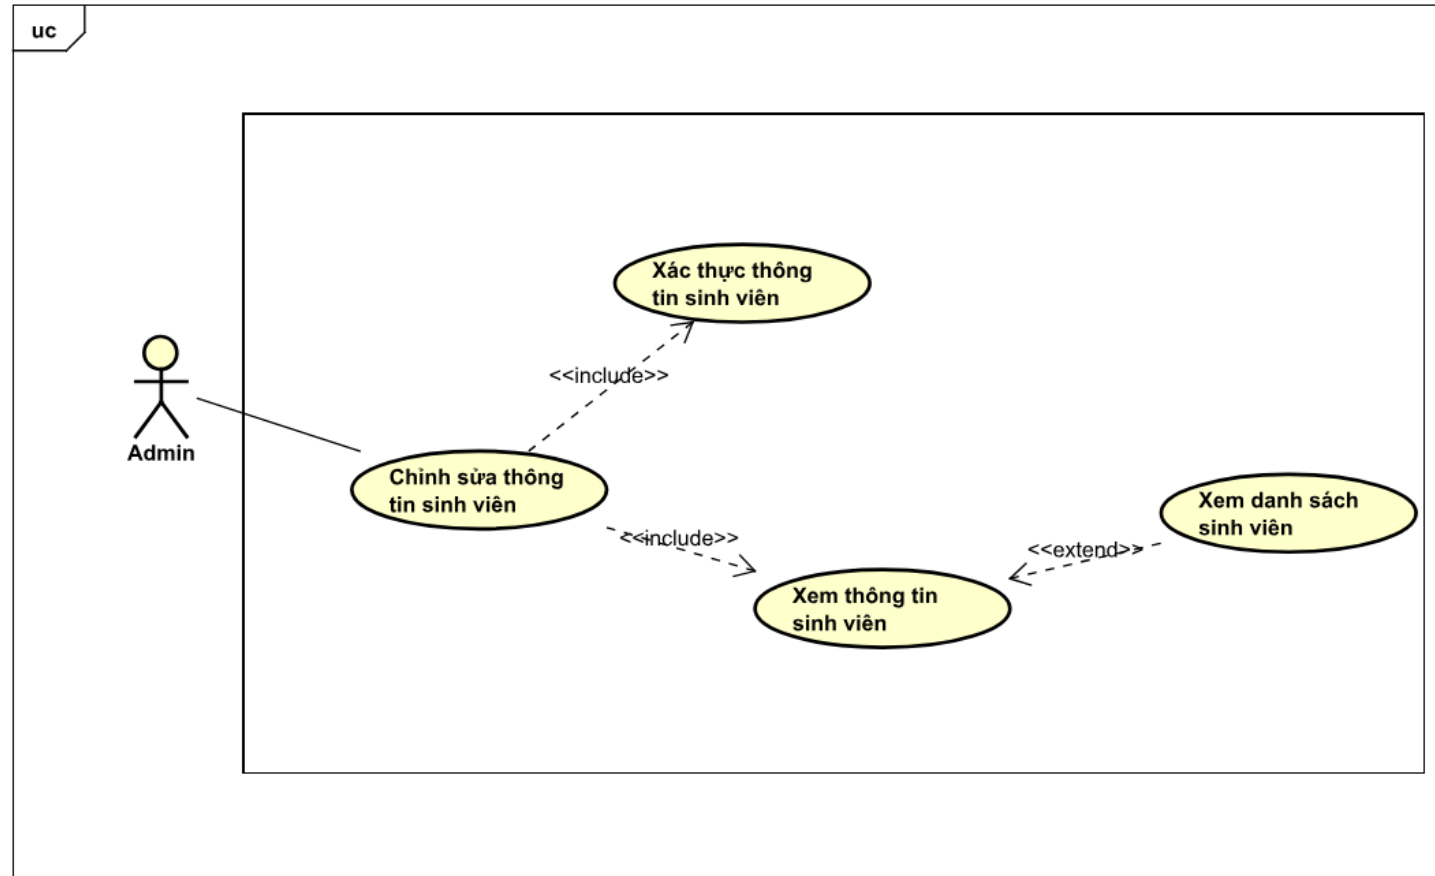 uc
Xác thực thông
tin sinh viên
<<include>>
Admin
Chỉnh sửa thông
tin sinh viên
Xem danh sách
sinh viên
<<include>>
<<extend>>
Xem thông tin
sinh viên